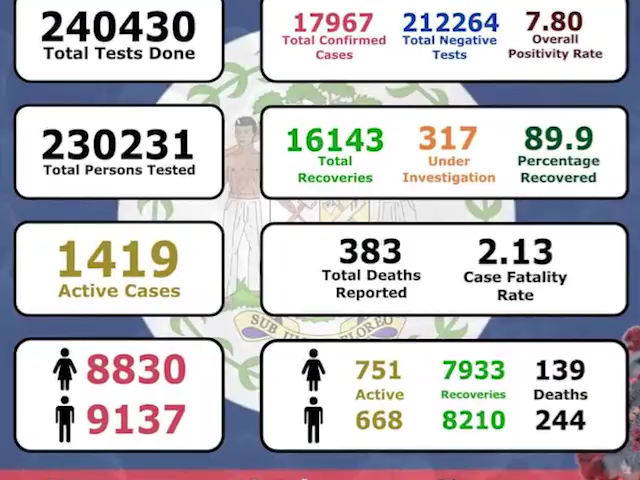 240430
Total Tests Done
17967
Total Confirmed
Cases
212264
Total Negative
Tests
7.80
Overall
Positivity Rate
230231
Total Persons Tested
16143
Total
Recoveries
317
Under
Investigation
89.9
Percentage
Recovered
1419
Active Cases
383
Total Deaths
Reported
2.13
Case Fatality
Rate
8830
9137
751
Active
668
7933
Recoveries
8210
139
Deaths
244
SUB UM
FLOREO